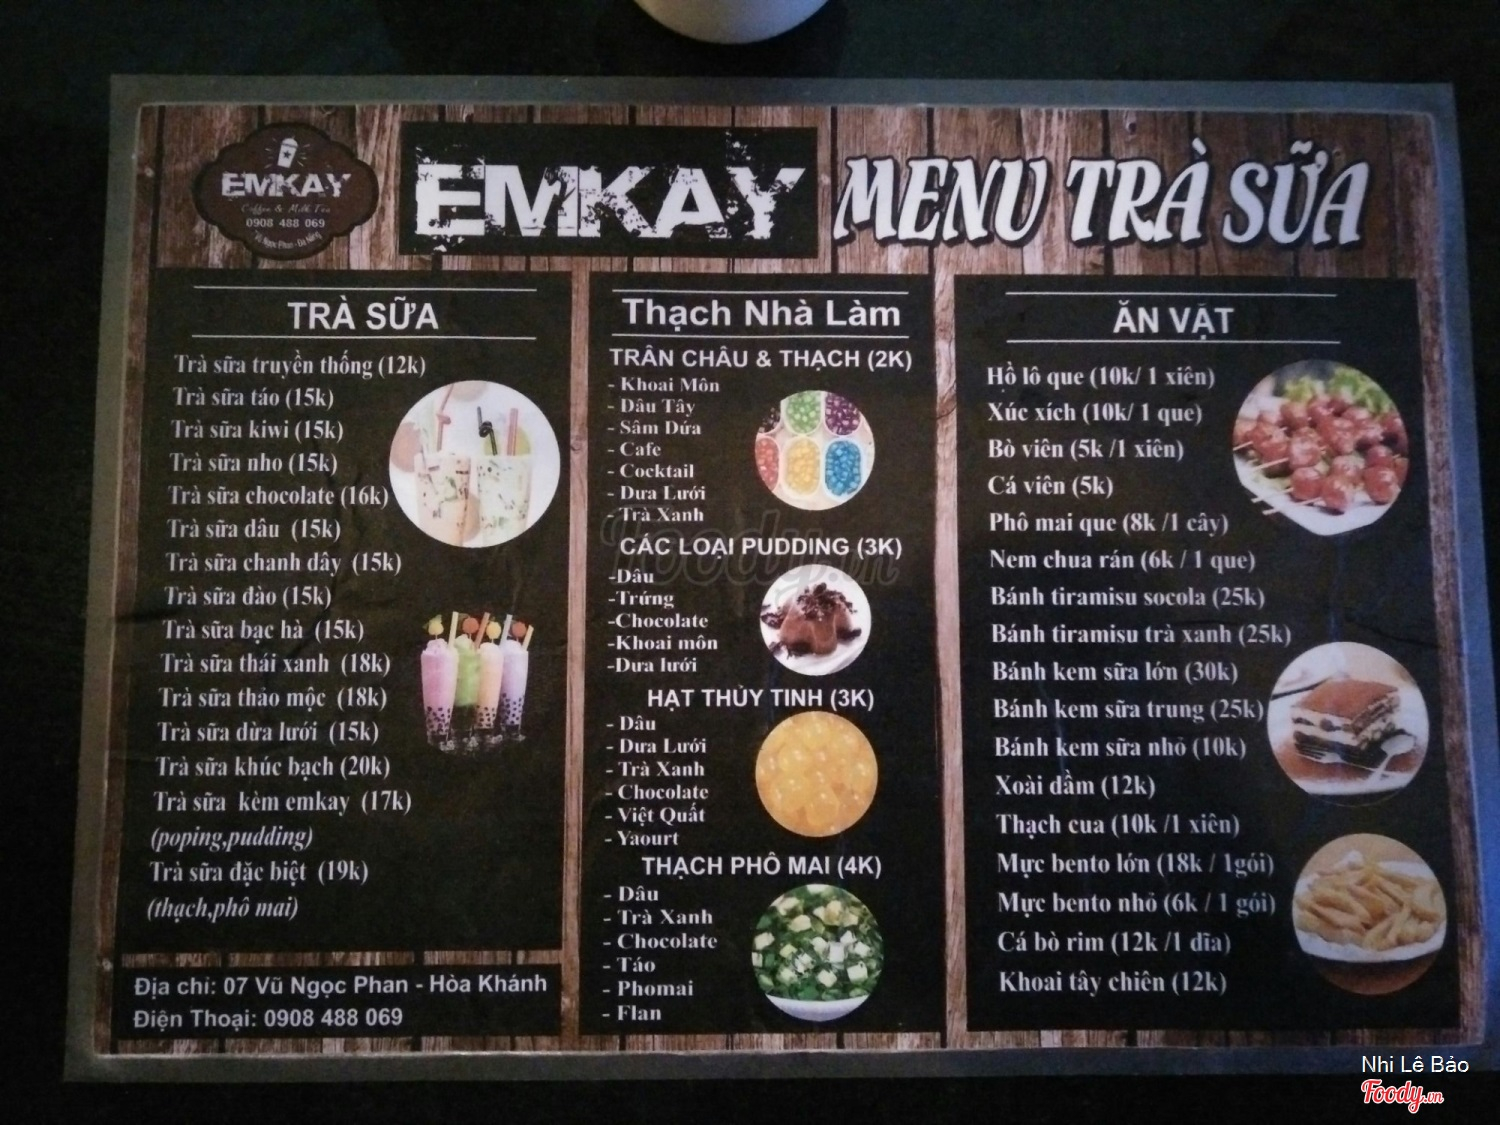 EMKAY
Coffee & Milk Tea
0908 488 069
EMKAY MENU TRÀ SỮA
TRÀ SỮA
Trà sữa truyền thống (12k)
Trà sữa táo (15k)
Trà sữa kiwi (15k)
Trà sữa nho (15k)
Trà sữa chocolate (16k)
Trà sữa dâu (15k)
Trà sữa chanh dây (15k)
Trà sữa đào (15k)
Trà sữa bạc hà (15k)
Trà sữa thái xanh (18k)
Trà sữa thảo mộc (18k)
Trà sữa dừa lưới (15k)
Trà sữa khúc bạch (20k)
Trà sữa kèm emkay (17k)
(poping,pudding)
Trà sữa đặc biệt (19k)
(thạch,phô mai)
Địa chỉ: 07 Vũ Ngọc Phan - Hòa Khánh
Điện Thoại: 0908 488 069
Thạch Nhà Làm
TRÂN CHÂU & THẠCH (2K)
- Khoai Môn
- Dâu Tây
- Sâm Dứa
- Cafe
- Cocktail
- Dưa Lưới
- Trà Xanh
CÁC LOẠI PUDDING (3K)
-Dâu
-Trứng
-Chocolate
-Khoai môn
-Dưa lưới
HẠT THỦY TINH (3K)
- Dâu
- Dưa Lưới
- Trà Xanh
- Chocolate
- Việt Quất
- Yaourt
THẠCH PHÔ MAI (4K)
- Dâu
- Trà Xanh
- Chocolate
- Táo
- Phomai
- Flan
ĂN VẶT
Hồ lô que (10k/ 1 xiên)
Xúc xích (10k/ 1 que)
Bò viên (5k /1 xiên)
Cá viên (5k)
Phô mai que (8k /1 cây)
Nem chua rán (6k / 1 que)
Bánh tiramisu socola (25k)
Bánh tiramisu trà xanh (25k)
Bánh kem sữa lớn (30k)
Bánh kem sữa trung (25k)
Bánh kem sữa nhỏ (10k)
Xoài dầm (12k)
Thạch cua (10k /1 xiên)
Mực bento lớn (18k / 1gói)
Mực bento nhỏ (6k / 1 gói)
Cá bò rim (12k /1 dĩa)
Khoai tây chiên (12k)
Foody.vn
Nhi Lê Bảo
Foody.vn